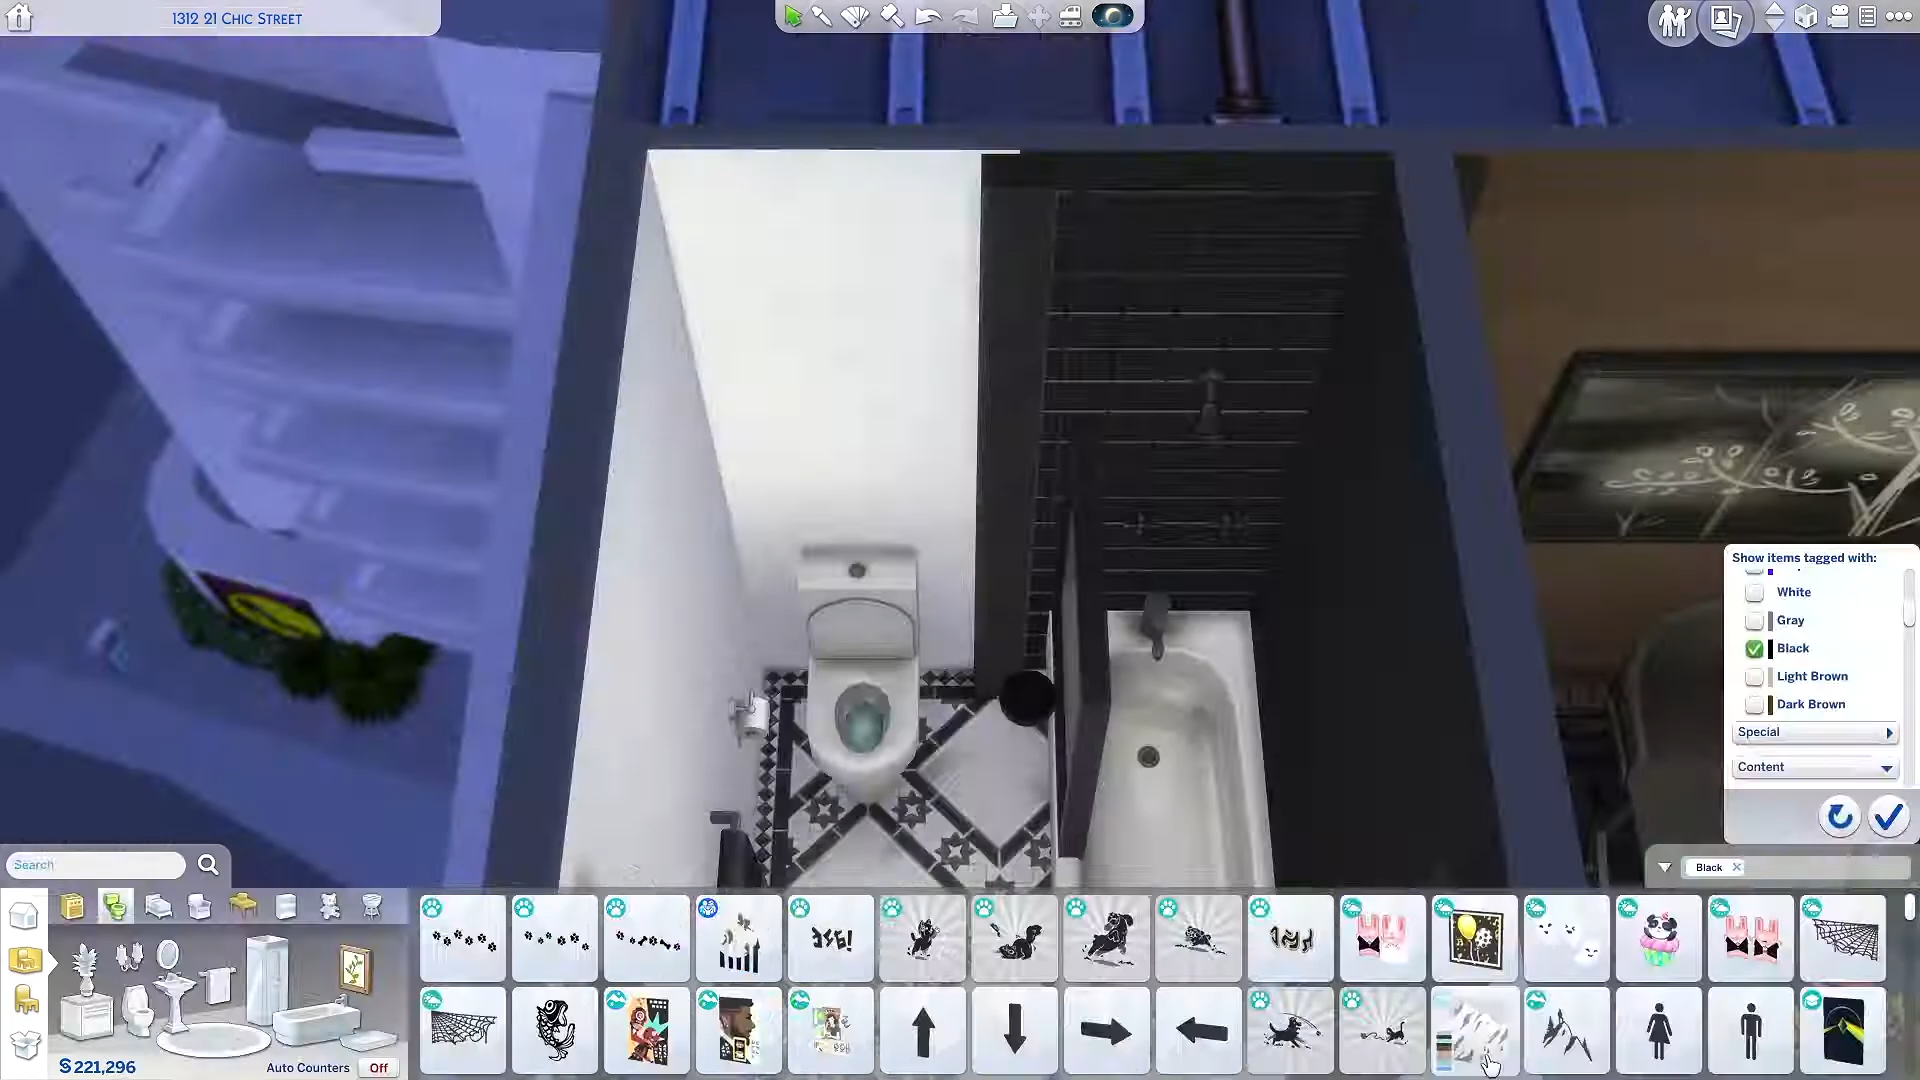 1312 21 CHIC STREET
Show items tagged with:
White
Gray
Black
Light Brown
Dark Brown
Special
Content
Search
Black
§221,296
Auto Counters
Off